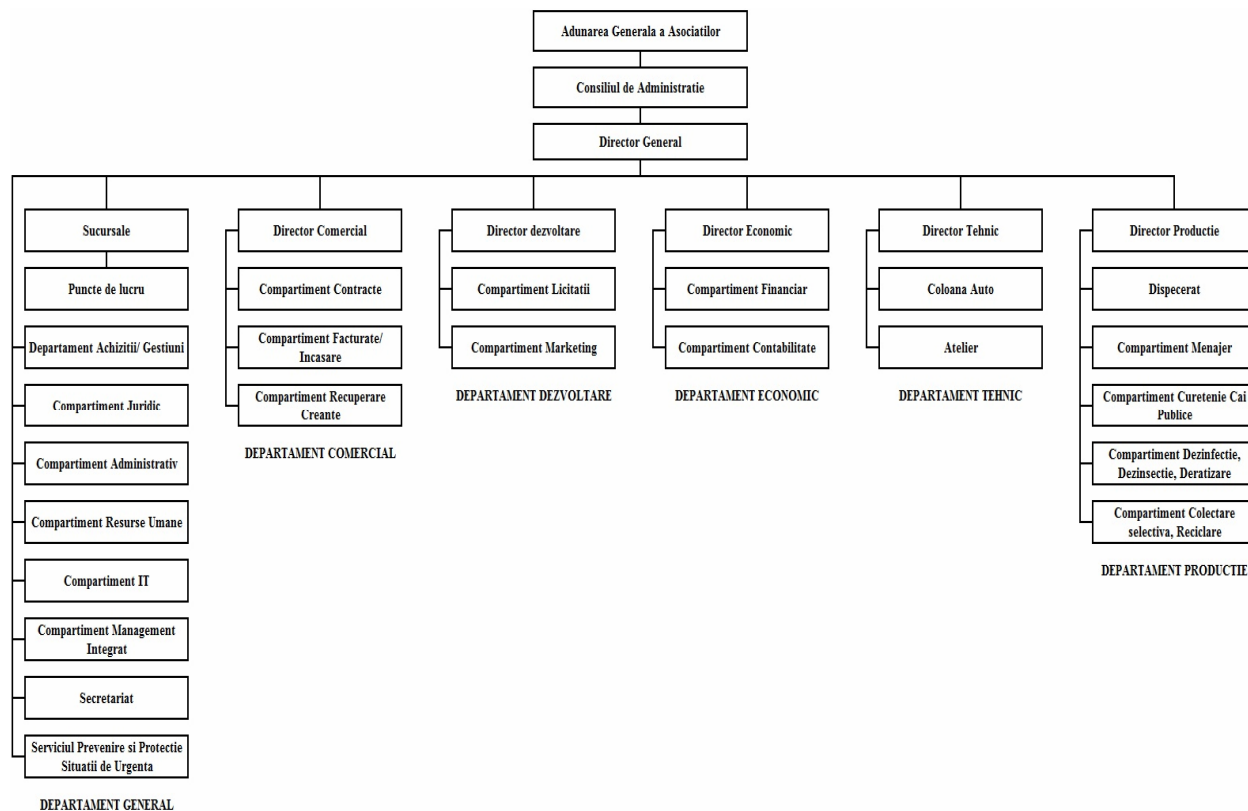 Adunarea Generala a Asociatilor
Consiliul de Administratie
Director General
Sucursale
Puncte de lucru
Departament Achizitii/ Gestiuni
Compartiment Juridic
Compartiment Administrativ
Compartiment Resurse Umane
Compartiment IT
Compartiment Management
Integrat
Secretariat
Serviciul Prevenire si Protectie
Situatii de Urgenta
DEPARTAMENT GENERAL
Director Comercial
Compartiment Contracte
Compartiment Facturate/
Incasare
Compartiment Recuperare
Creante
DEPARTAMENT COMERCIAL
Director dezvoltare
Compartiment Licitatii
Compartiment Marketing
DEPARTAMENT DEZVOLTARE
Director Economic
Compartiment Financiar
Compartiment Contabilitate
DEPARTAMENT ECONOMIC
Director Tehnic
Coloana Auto
Atelier
DEPARTAMENT TEHNIC
Director Productie
Dispecerat
Compartiment Menajer
Compartiment Curetenie Cai
Publice
Compartiment Dezinfectie,
Dezinsectie, Deratizare
Compartiment Colectare
selectiva, Reciclare
DEPARTAMENT PRODUCTIE